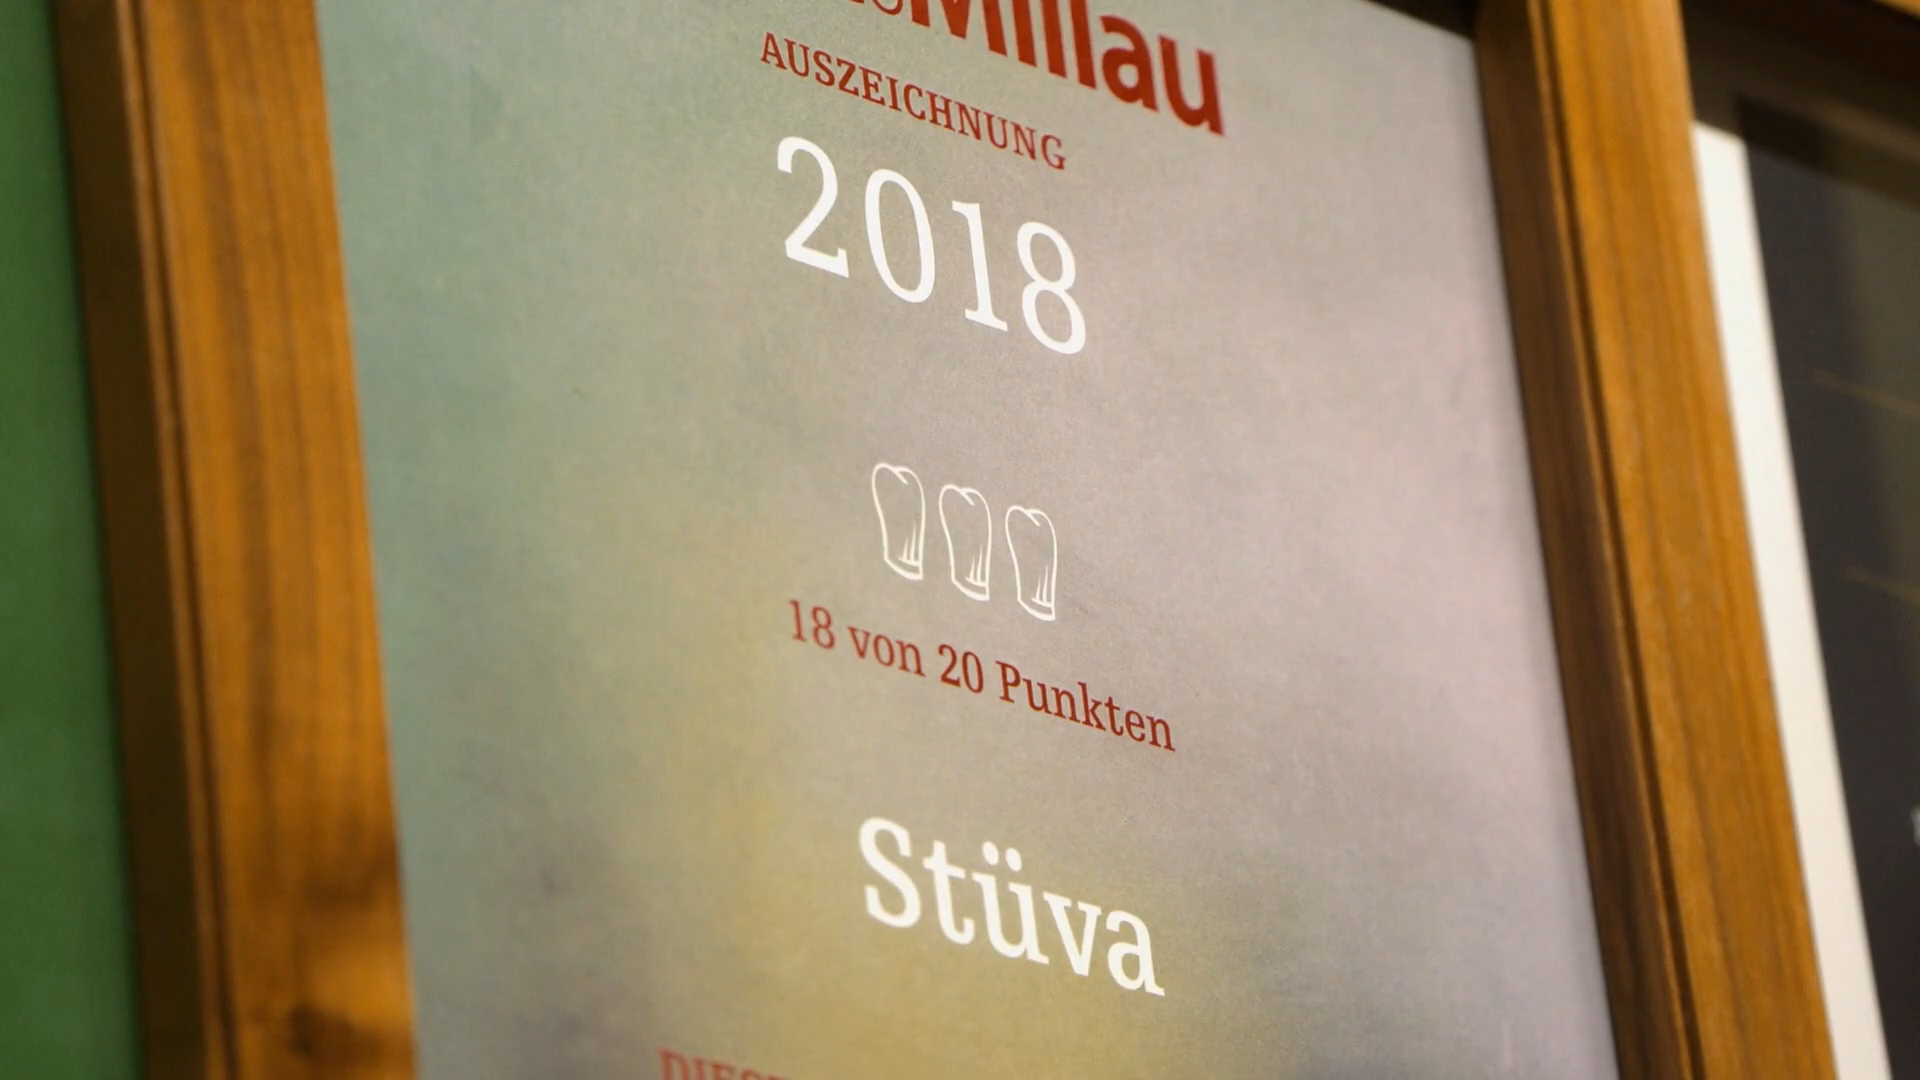 Millau
AUSZEICHNUNG
2018
18 von 20 Punkten
Stüva